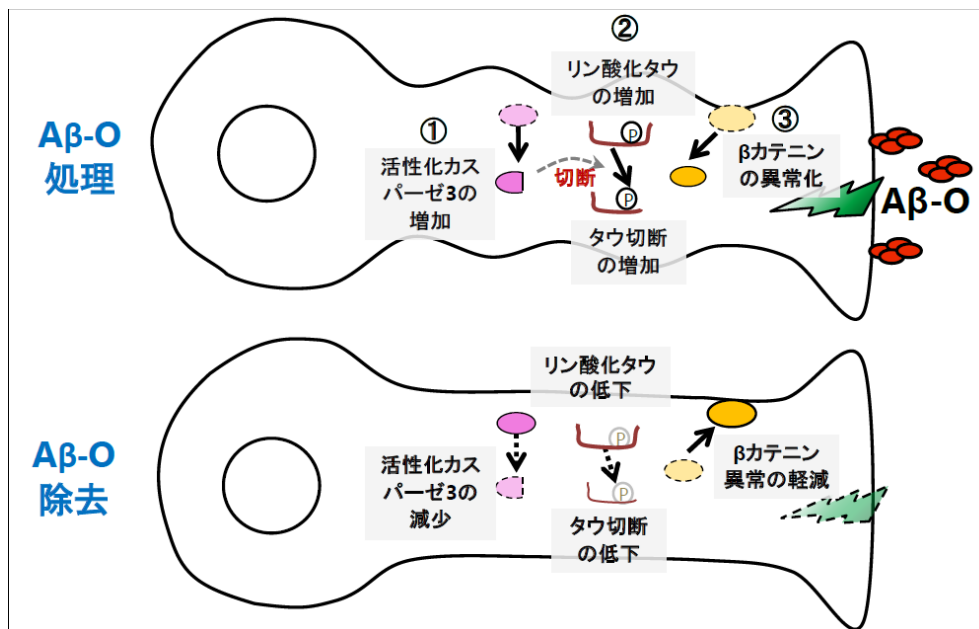 Aβ-O
処理
①
活性化カス
パーゼ3の
増加
②
リン酸化タウ
の増加
P
切断
P
タウ切断
の増加
③
βカテニン
の異常化
Aβ-O
Aβ-O
除去
活性化カス
パーゼ3の
減少
リン酸化タウ
の低下
P
P
タウ切断
の低下
βカテニン
異常の軽減